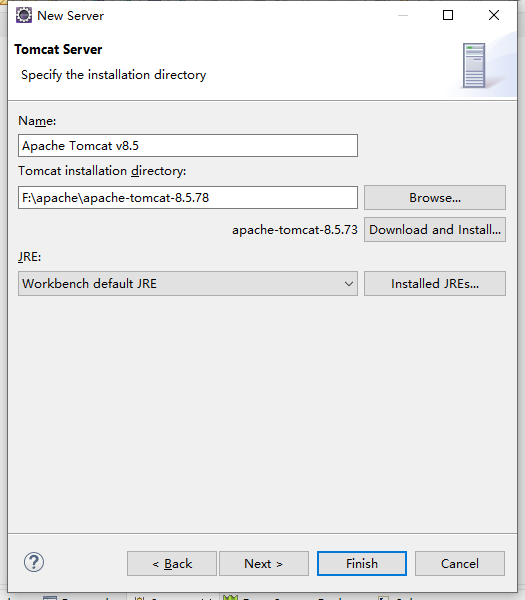 New Server
Tomcat Server
Specify the installation directory
Name:
Apache Tomcat v8.5
Tomcat installation directory:
F:\apache\apache-tomcat-8.5.78
Browse...
apache-tomcat-8.5.73
Download and Install...
JRE:
Workbench default JRE
Installed JREs...
?
< Back
Next >
Finish
Cancel